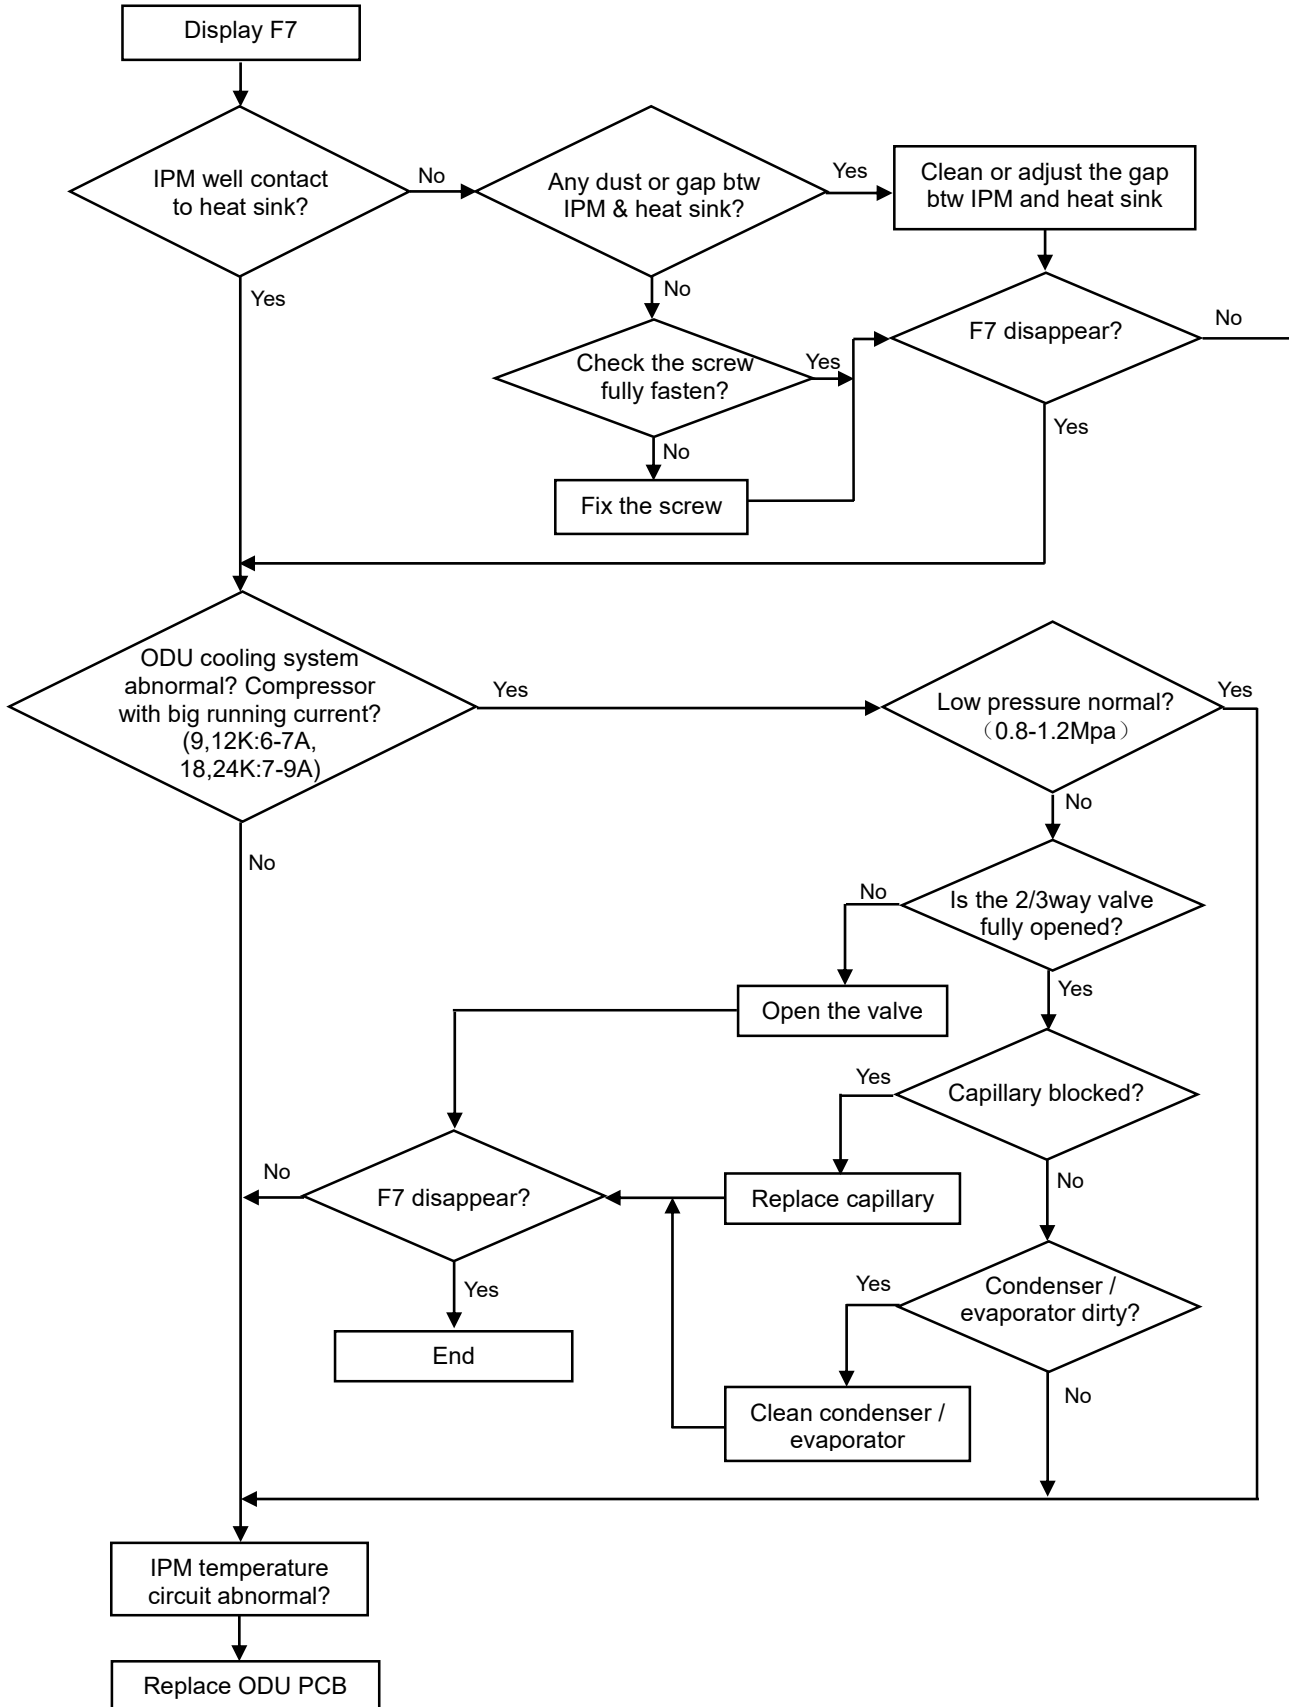 Display F7
IPM well contact
to heat sink?
No
Any dust or gap btw
IPM & heat sink?
Yes
Clean or adjust the gap
btw IPM and heat sink
Yes
No
Check the screw
fully fasten?
Yes
F7 disappear?
No
No
Fix the screw
Yes
ODU cooling system
abnormal? Compressor
with big running current?
(9,12K:6-7A,
18,24K:7-9A)
Yes
Low pressure normal?
（0.8-1.2Mpa）
Yes
No
No
Is the 2/3way valve
fully opened?
No
Open the valve
Yes
Capillary blocked?
Yes
Replace capillary
No
F7 disappear?
No
Yes
End
Condenser /
evaporator dirty?
Yes
Clean condenser /
evaporator
No
IPM temperature
circuit abnormal?
Replace ODU PCB